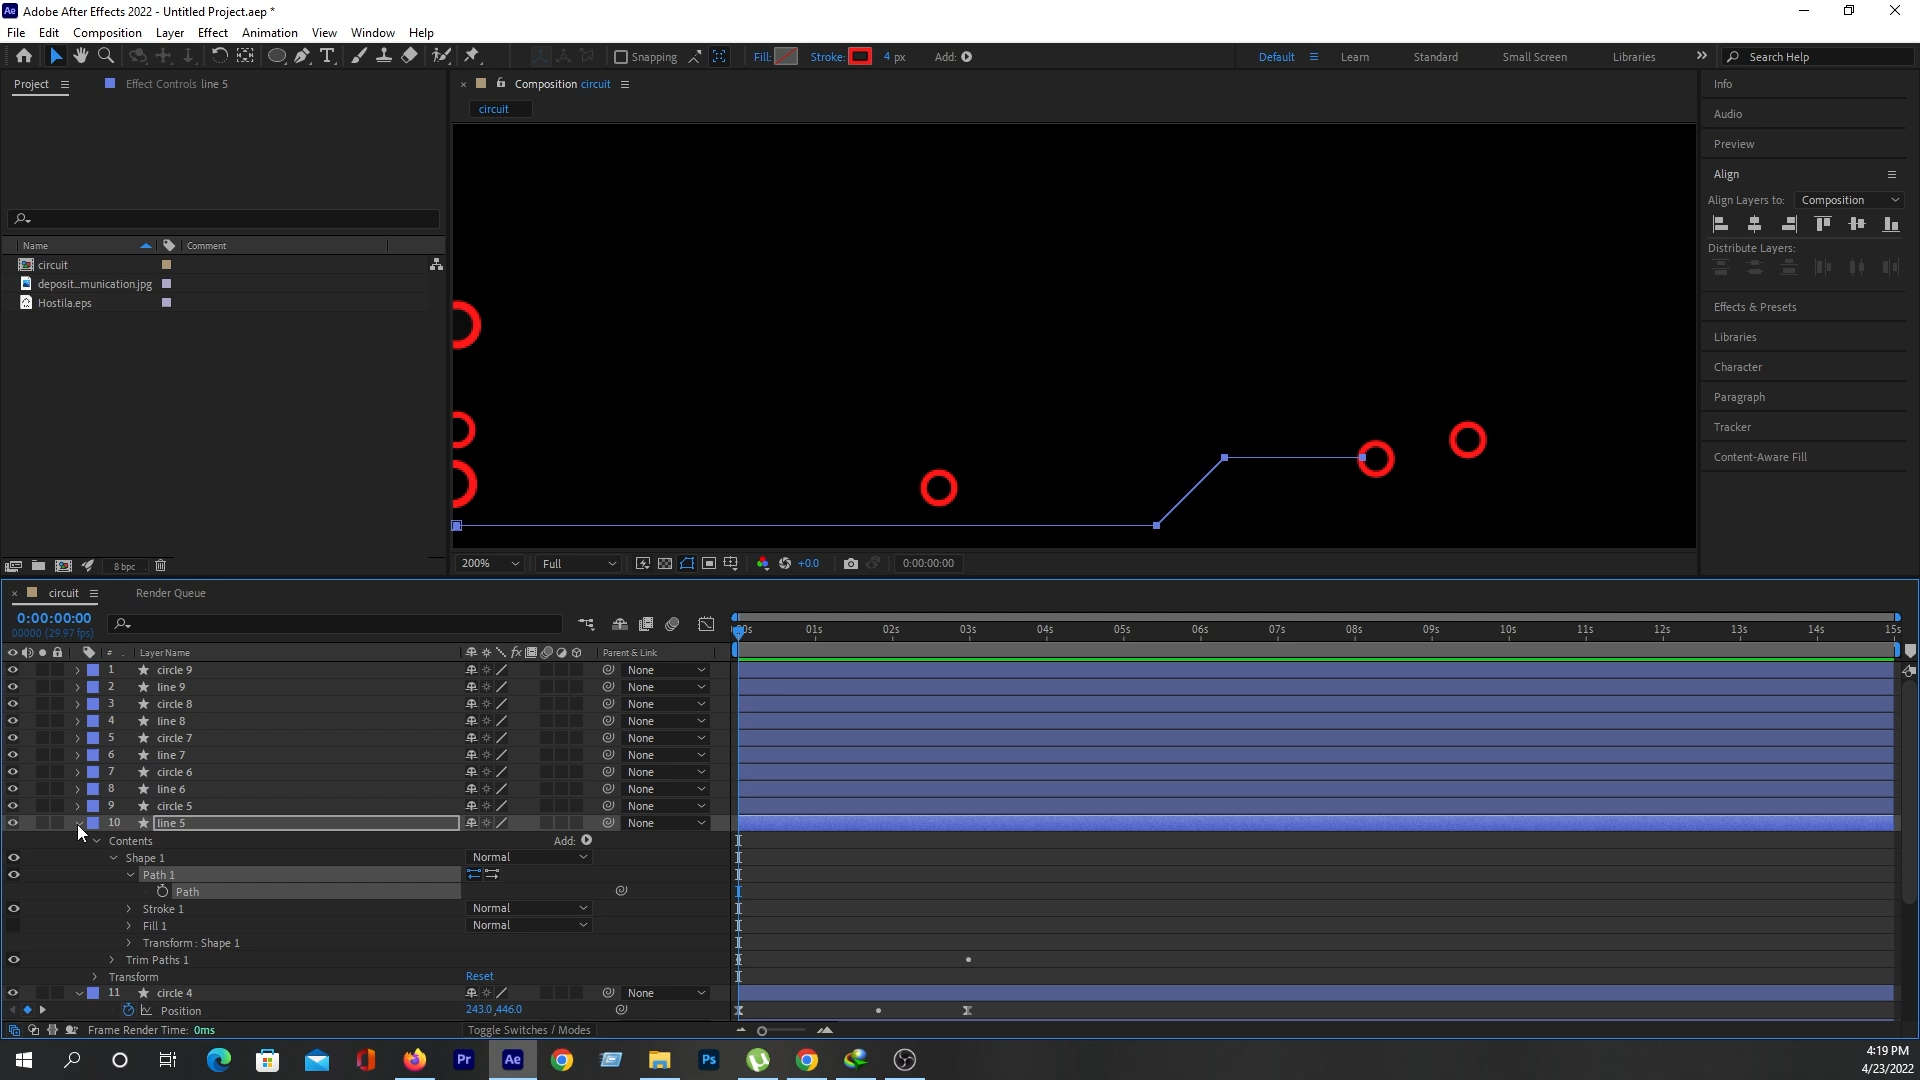 Adobe After Effects 2022 - Untitled Project.aep *
File Edit Composition Layer Effect Animation View Window Help
Snapping Fill: Stroke: 4 px Add: Default Learn Standard Small Screen Libraries Search Help
Project Effect Controls line 5
Composition circuit
circuit
Name Comment
circuit
deposit...munication.jpg
Hostila.eps
8 bpc
200% Full +0.0 0:00:00:00
Info
Audio
Preview
Align
Align Layers to: Composition
Distribute Layers:
Effects & Presets
Libraries
Character
Paragraph
Tracker
Content-Aware Fill
circuit Render Queue
0:00:00:00
00000 (29.97 fps)
00s 01s 02s 03s 04s 05s 06s 07s 08s 09s 10s 11s 12s 13s 14s 15s
# Layer Name Parent & Link
1 circle 9 None
2 line 9 None
3 circle 8 None
4 line 8 None
5 circle 7 None
6 line 7 None
7 circle 6 None
8 line 6 None
9 circle 5 None
10 line 5 None
Contents Add:
Shape 1 Normal
Path 1
Path
Stroke 1 Normal
Fill 1 Normal
Transform : Shape 1
Trim Paths 1
Transform Reset
11 circle 4 None
Position 243.0,446.0
Frame Render Time: 0ms Toggle Switches / Modes
Pr Ae Ps
4:19 PM
4/23/2022